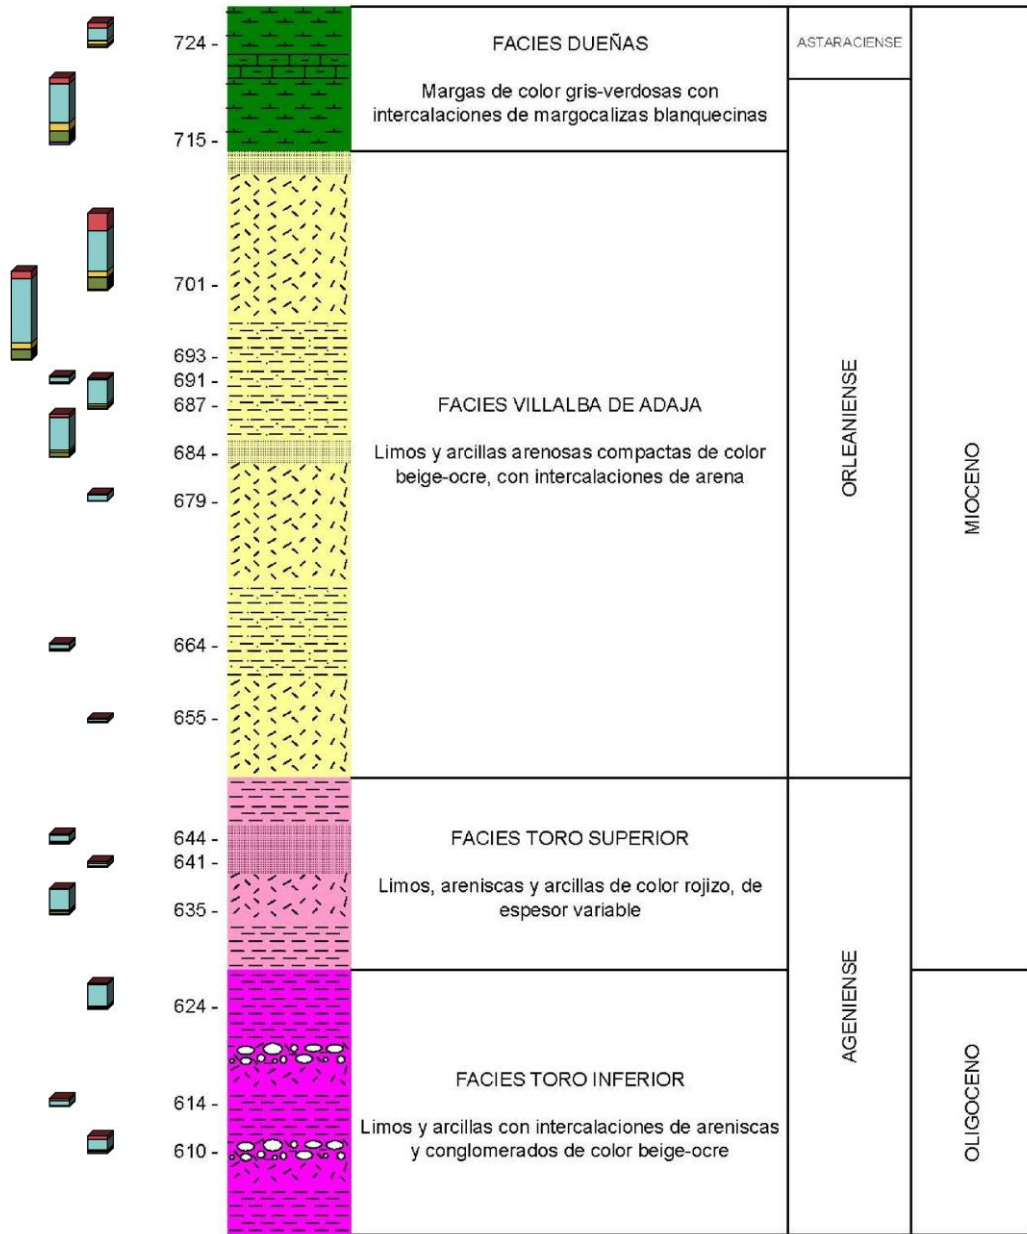 724 -
715 -
701 -
693 -
691 -
687 -
684 -
679 -
664 -
655 -
644 -
641 -
635 -
624 -
614 -
610 -
FACIES DUEÑAS
Margas de color gris-verdosas con
intercalaciones de margocalizas blanquecinas
FACIES VILLALBA DE ADAJA
Limos y arcillas arenosas compactas de color
beige-ocre, con intercalaciones de arena
FACIES TORO SUPERIOR
Limos, areniscas y arcillas de color rojizo, de
espesor variable
FACIES TORO INFERIOR
Limos y arcillas con intercalaciones de areniscas
y conglomerados de color beige-ocre
ASTARACIENSE
ORLEANIENSE
AGENIENSE
MIOCENO
OLIGOCENO